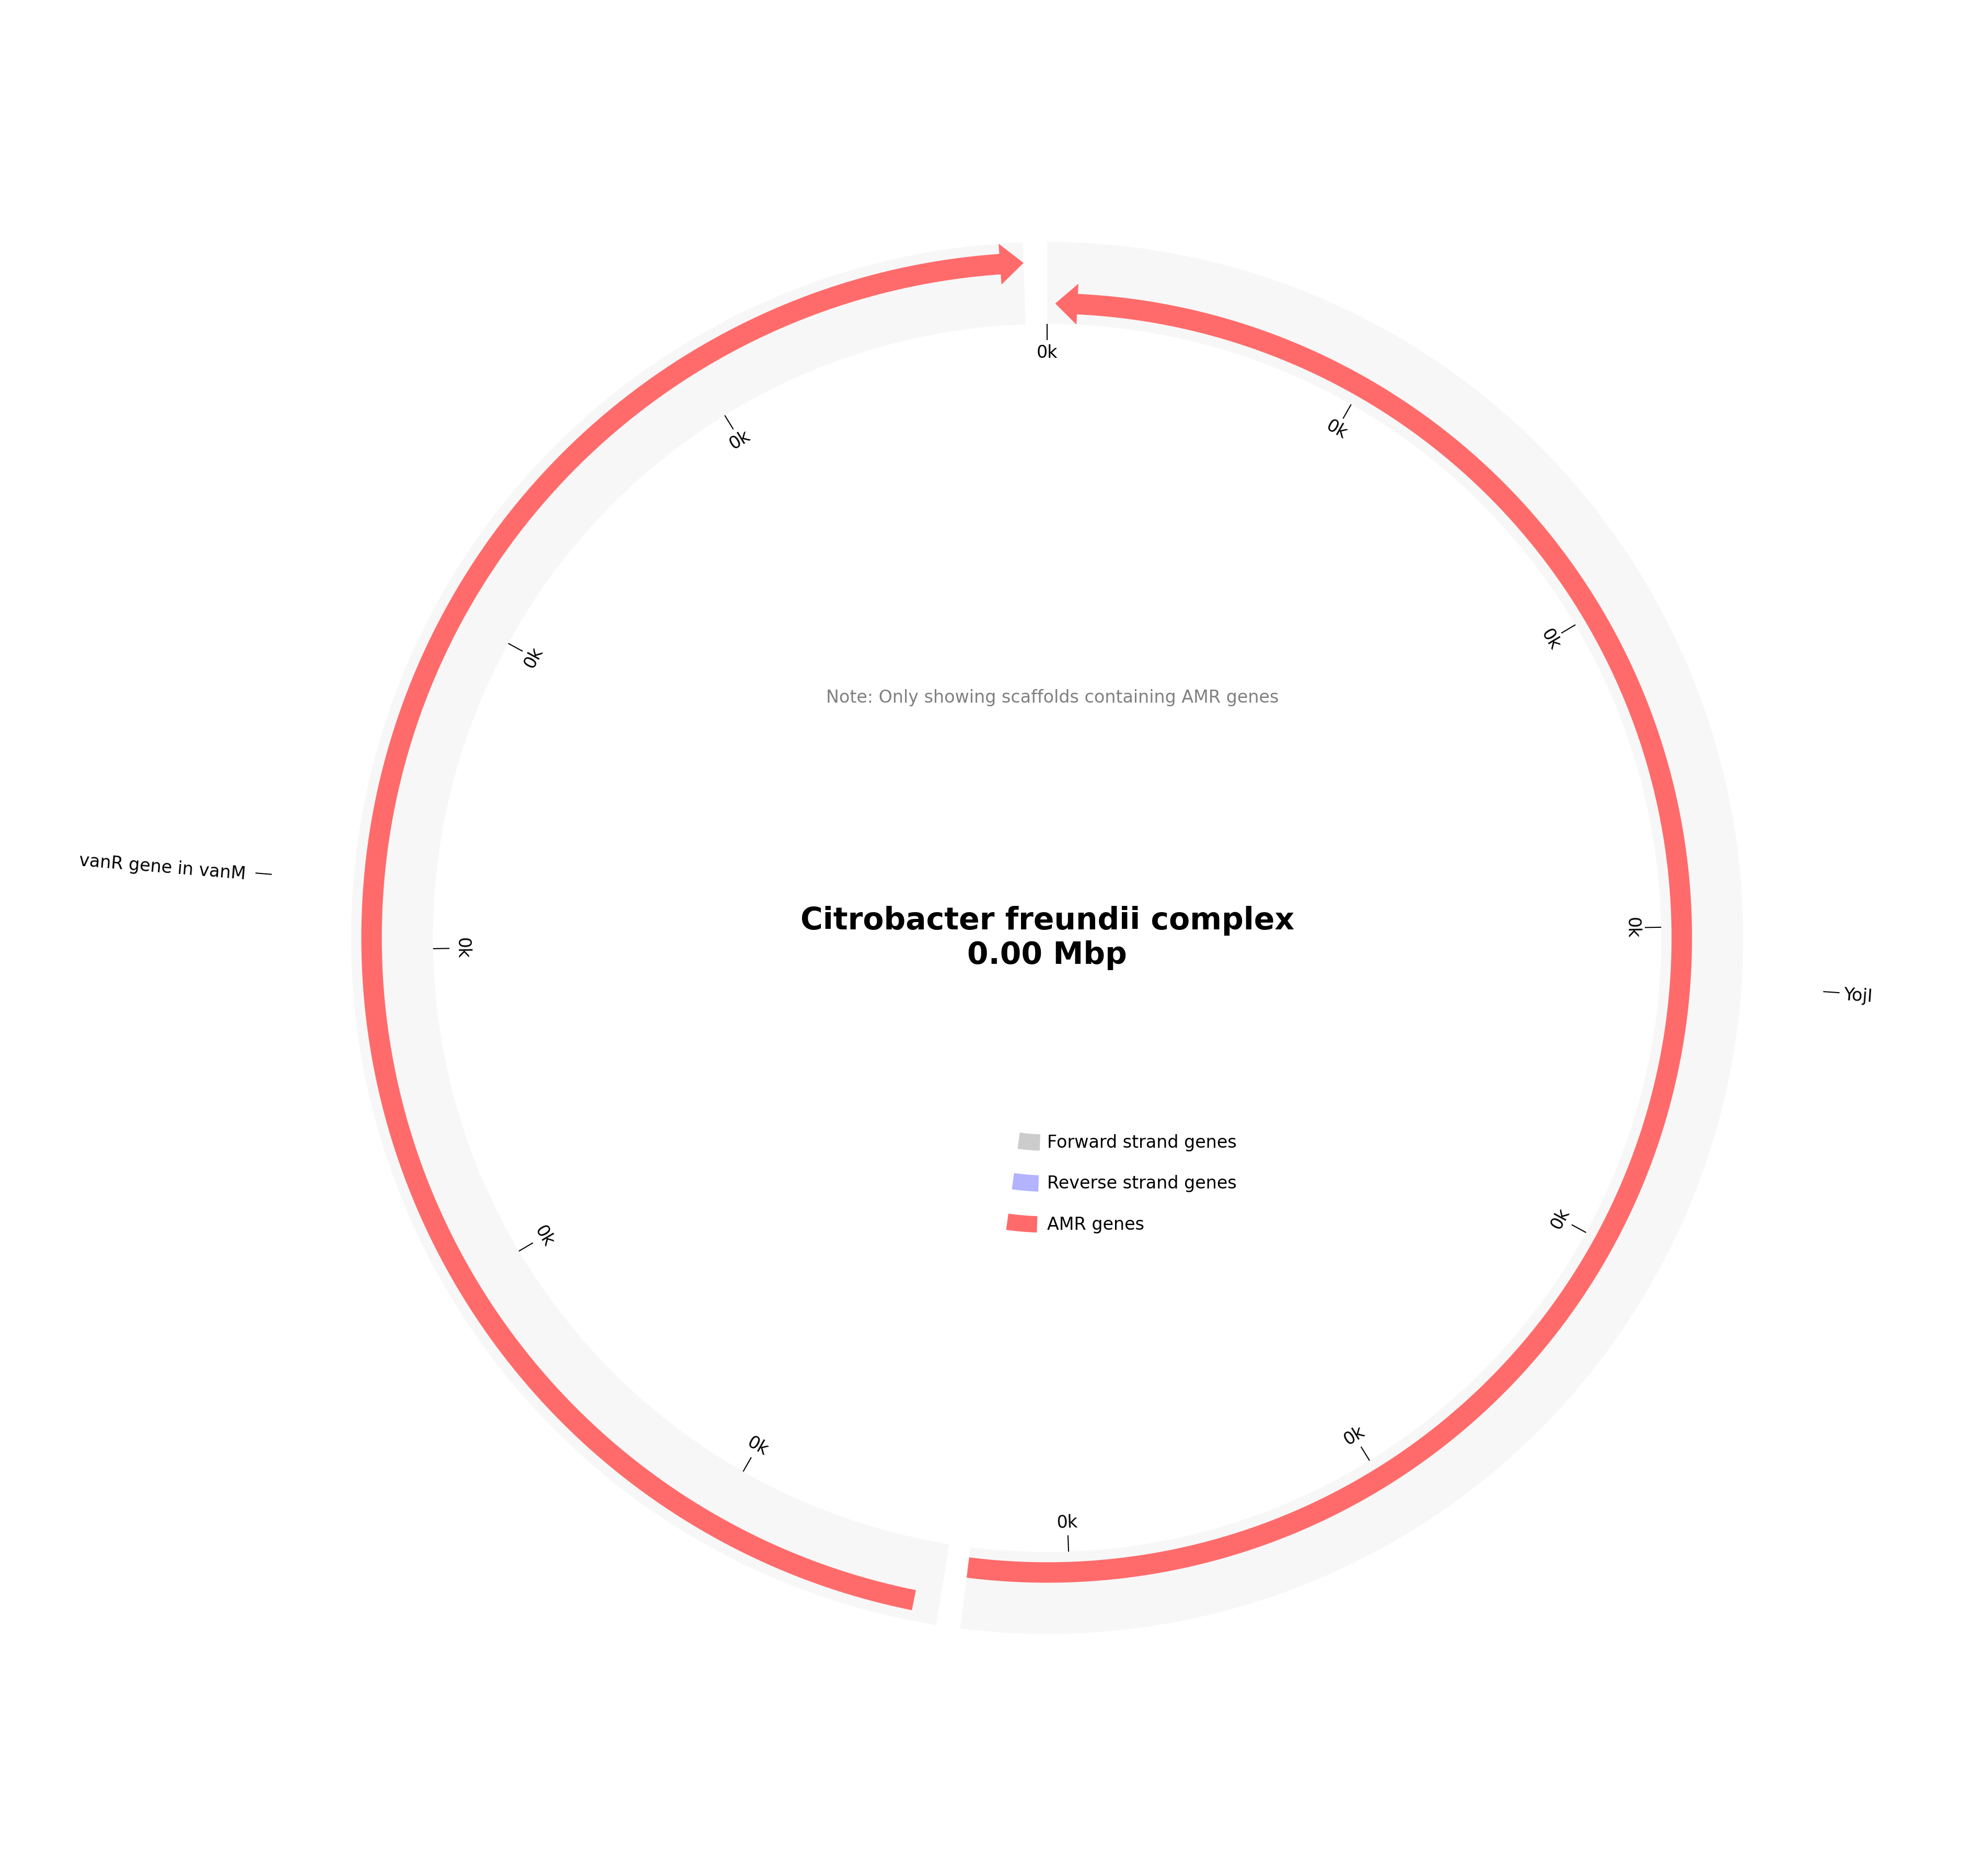 0k
0k
0k
0k
0k
Note: Only showing scaffolds containing AMR genes
vanR gene in vanM
Citrobacter freundii complex
0.00 Mbp
0k
0k
YojI
Forward strand genes
Reverse strand genes
AMR genes
0k
0k
0k
0k
0k